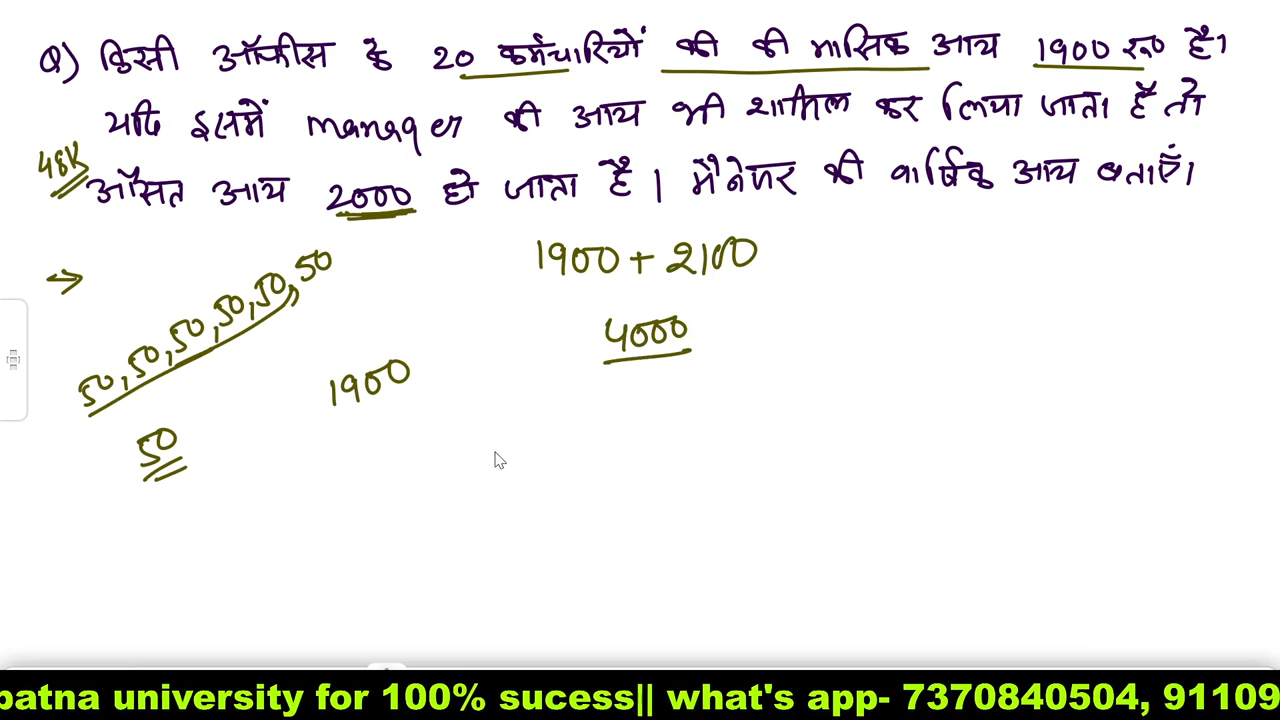 Q) किसी ऑफीस के 20 कर्मचारियों की की मासिक आय 1900 रू0 है।
यदि इसमें manager की आय भी शामिल कर लिया जाता है तो
48K
औसत आय 2000 हो जाता है। मैनेजर की वार्षिक आय बताएँ।
1900 + 2100
→
50, 50, 50, 50, 50, 50
4000
1900
50
patna university for 100% sucess|| what's app- 7370840504, 91109